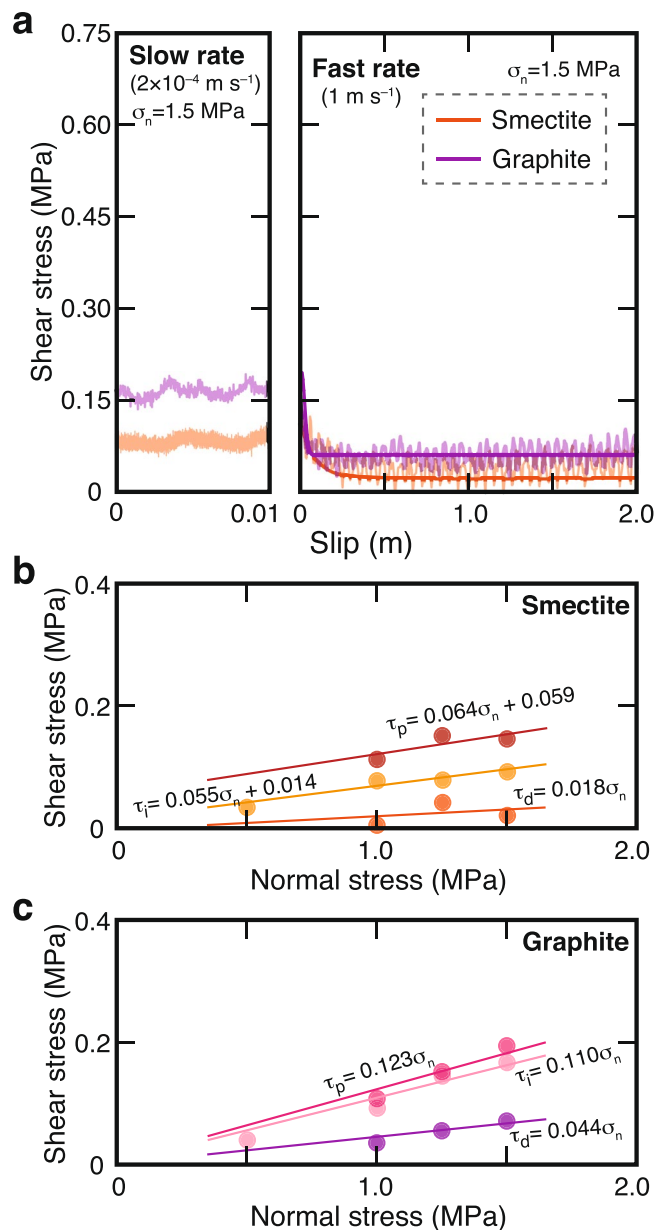 a
0.75
0.60
0.45
0.30
0.15
0
Shear stress (MPa)
Slow rate
(2×10⁻⁴ m s⁻¹)
σₙ=1.5 MPa
0
0.01
Fast rate
(1 m s⁻¹)
σₙ=1.5 MPa
Smectite
Graphite
0
1.0
2.0
Slip (m)
b
0.4
0.2
0
Shear stress (MPa)
Smectite
τₚ= 0.064σₙ + 0.059
τᵢ= 0.055σₙ + 0.014
τd= 0.018σₙ
0
1.0
2.0
Normal stress (MPa)
c
0.4
0.2
0
Shear stress (MPa)
Graphite
τₚ= 0.123σₙ
τᵢ= 0.110σₙ
τd= 0.044σₙ
0
1.0
2.0
Normal stress (MPa)